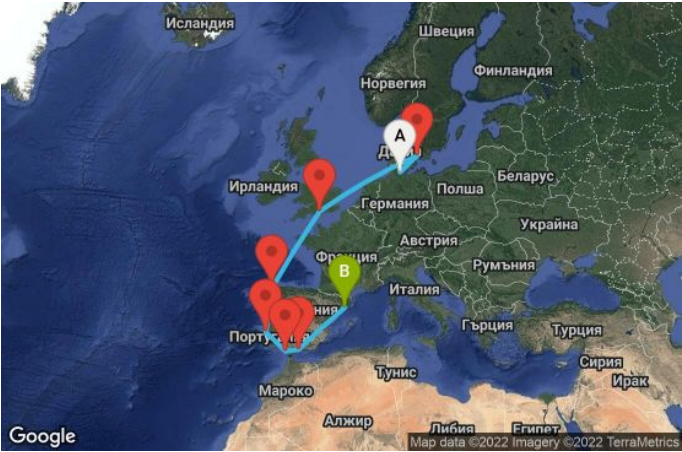 Исландия
Швеция
Норвегия
Финландия
A
Ирландия
Полша
Беларус
Германия
Украйна
Австрия
Франция
Румъния
B
Италия
Гърция
Турция
Тунис
Сирия
Ирак
Мароко
Алжир
Либия
Египет
Google
Map data ©2022 Imagery ©2022 TerraMetrics